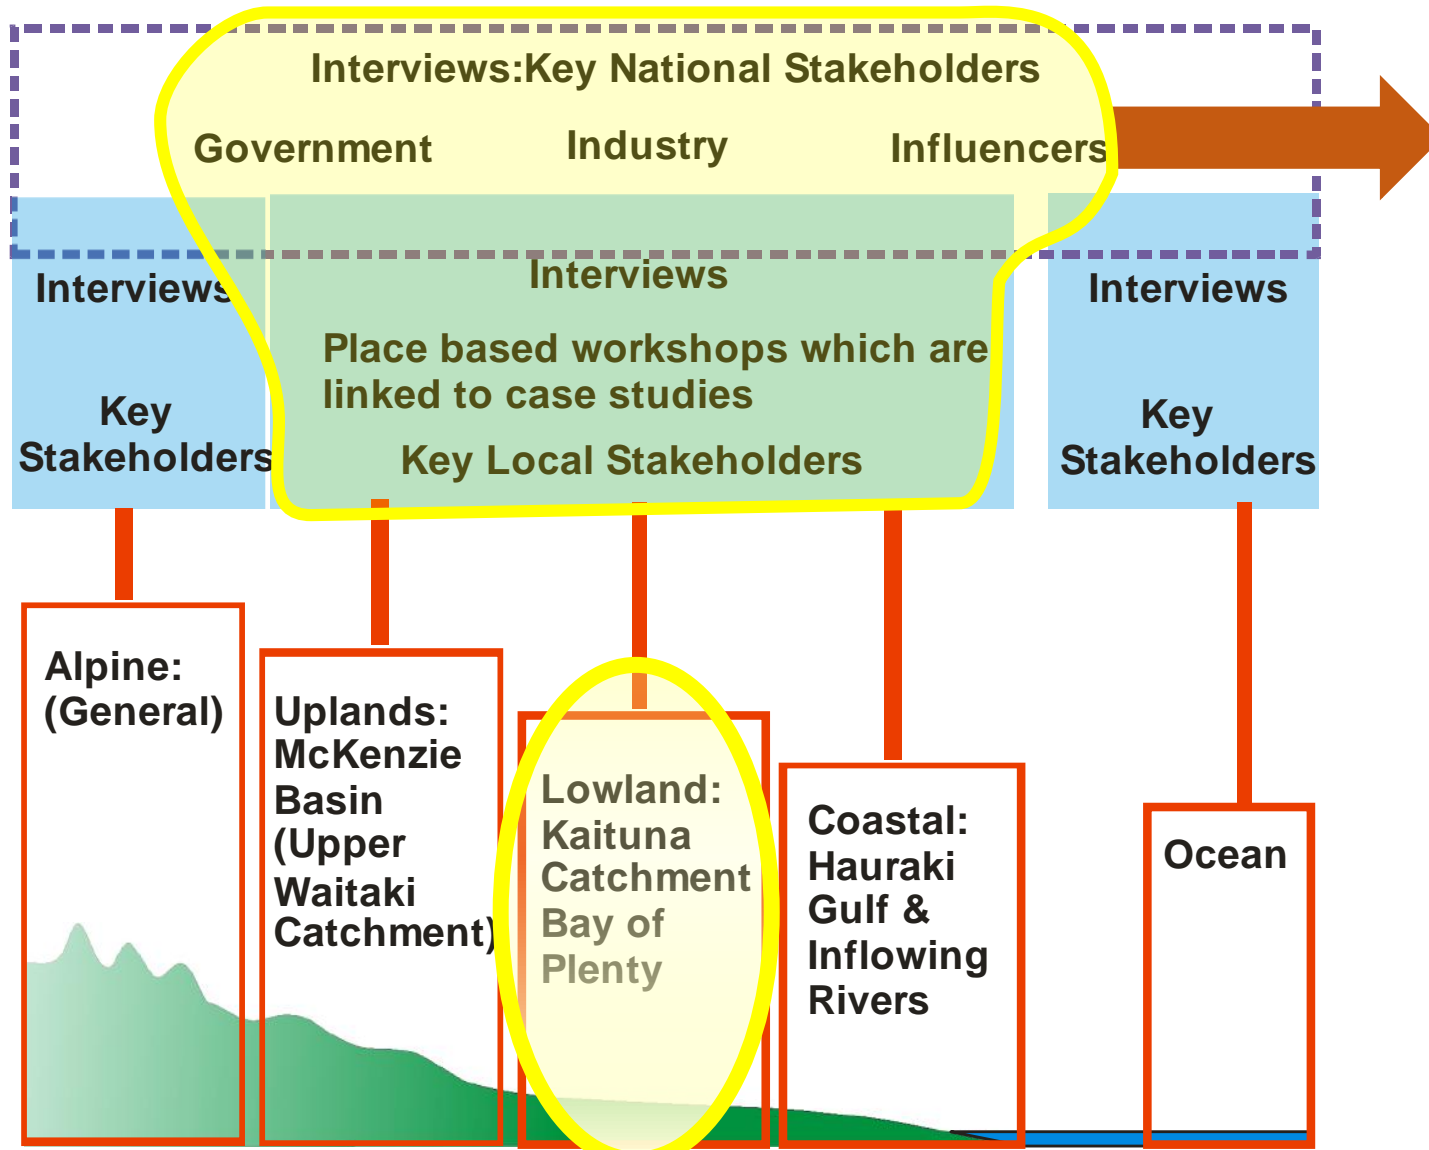 Interviews:Key National Stakeholders
Government
Industry
Influencers
Interviews
Key
Stakeholders
Interviews
Place based workshops which are
linked to case studies
Key Local Stakeholders
Interviews
Key
Stakeholders
Alpine:
(General)
Uplands:
McKenzie
Basin
(Upper
Waitaki
Catchment)
Lowland:
Kaituna
Catchment
Bay of
Plenty
Coastal:
Hauraki
Gulf &
Inflowing
Rivers
Ocean